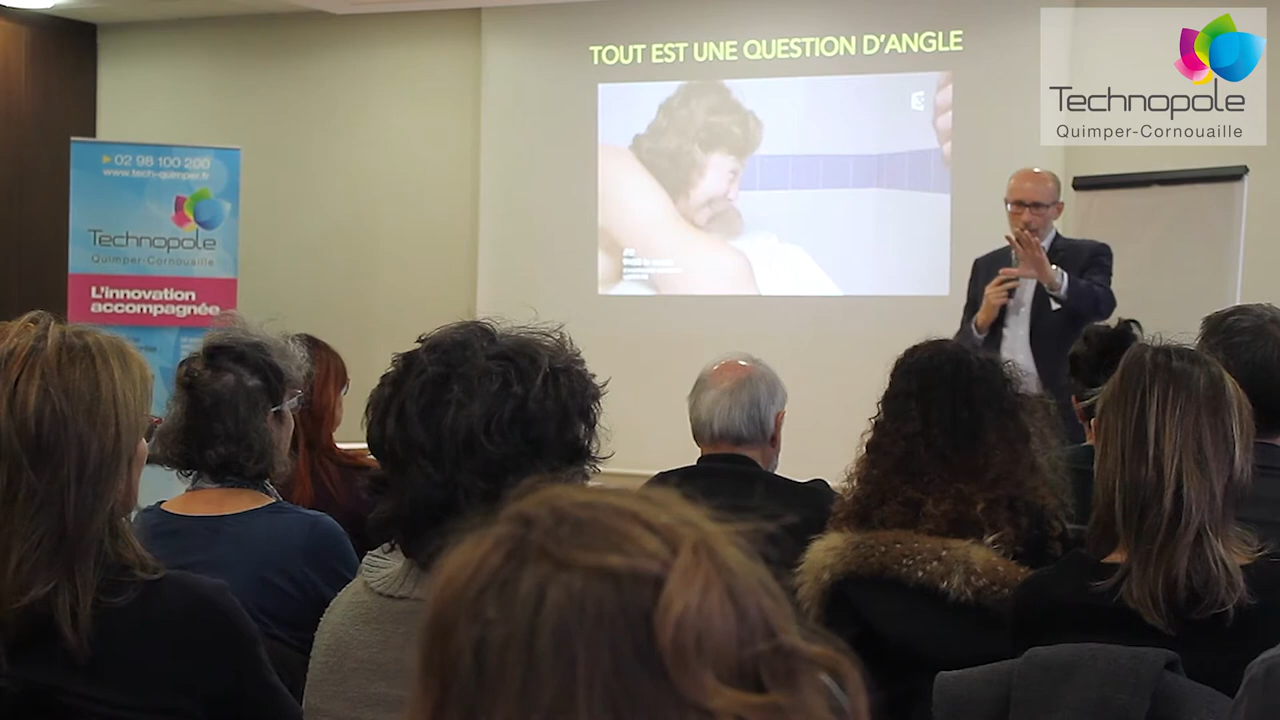 TOUT EST UNE QUESTION D'ANGLE
Technopole
Quimper-Cornouaille
02 98 100 200
www.tech-quimper.fr
Technopole
Quimper-Cornouaille
L'innovation
accompagnée